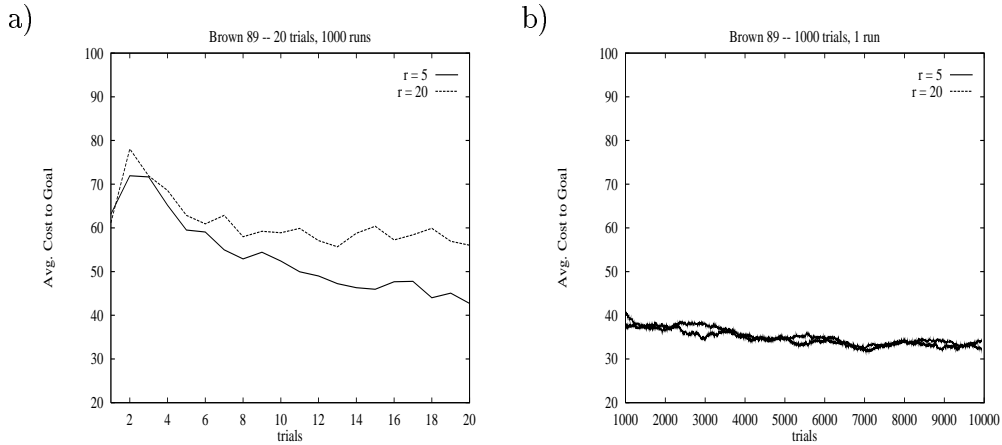 a)
Brown 89 -- 20 trials, 1000 runs
100
90
80
70
60
50
40
30
20
Avg. Cost to Goal
r = 5
r = 20
2 4 6 8 10 12 14 16 18 20
trials
b)
Brown 89 -- 1000 trials, 1 run
100
90
80
70
60
50
40
30
20
Avg. Cost to Goal
r = 5
r = 20
1000 2000 3000 4000 5000 6000 7000 8000 9000 10000
trials